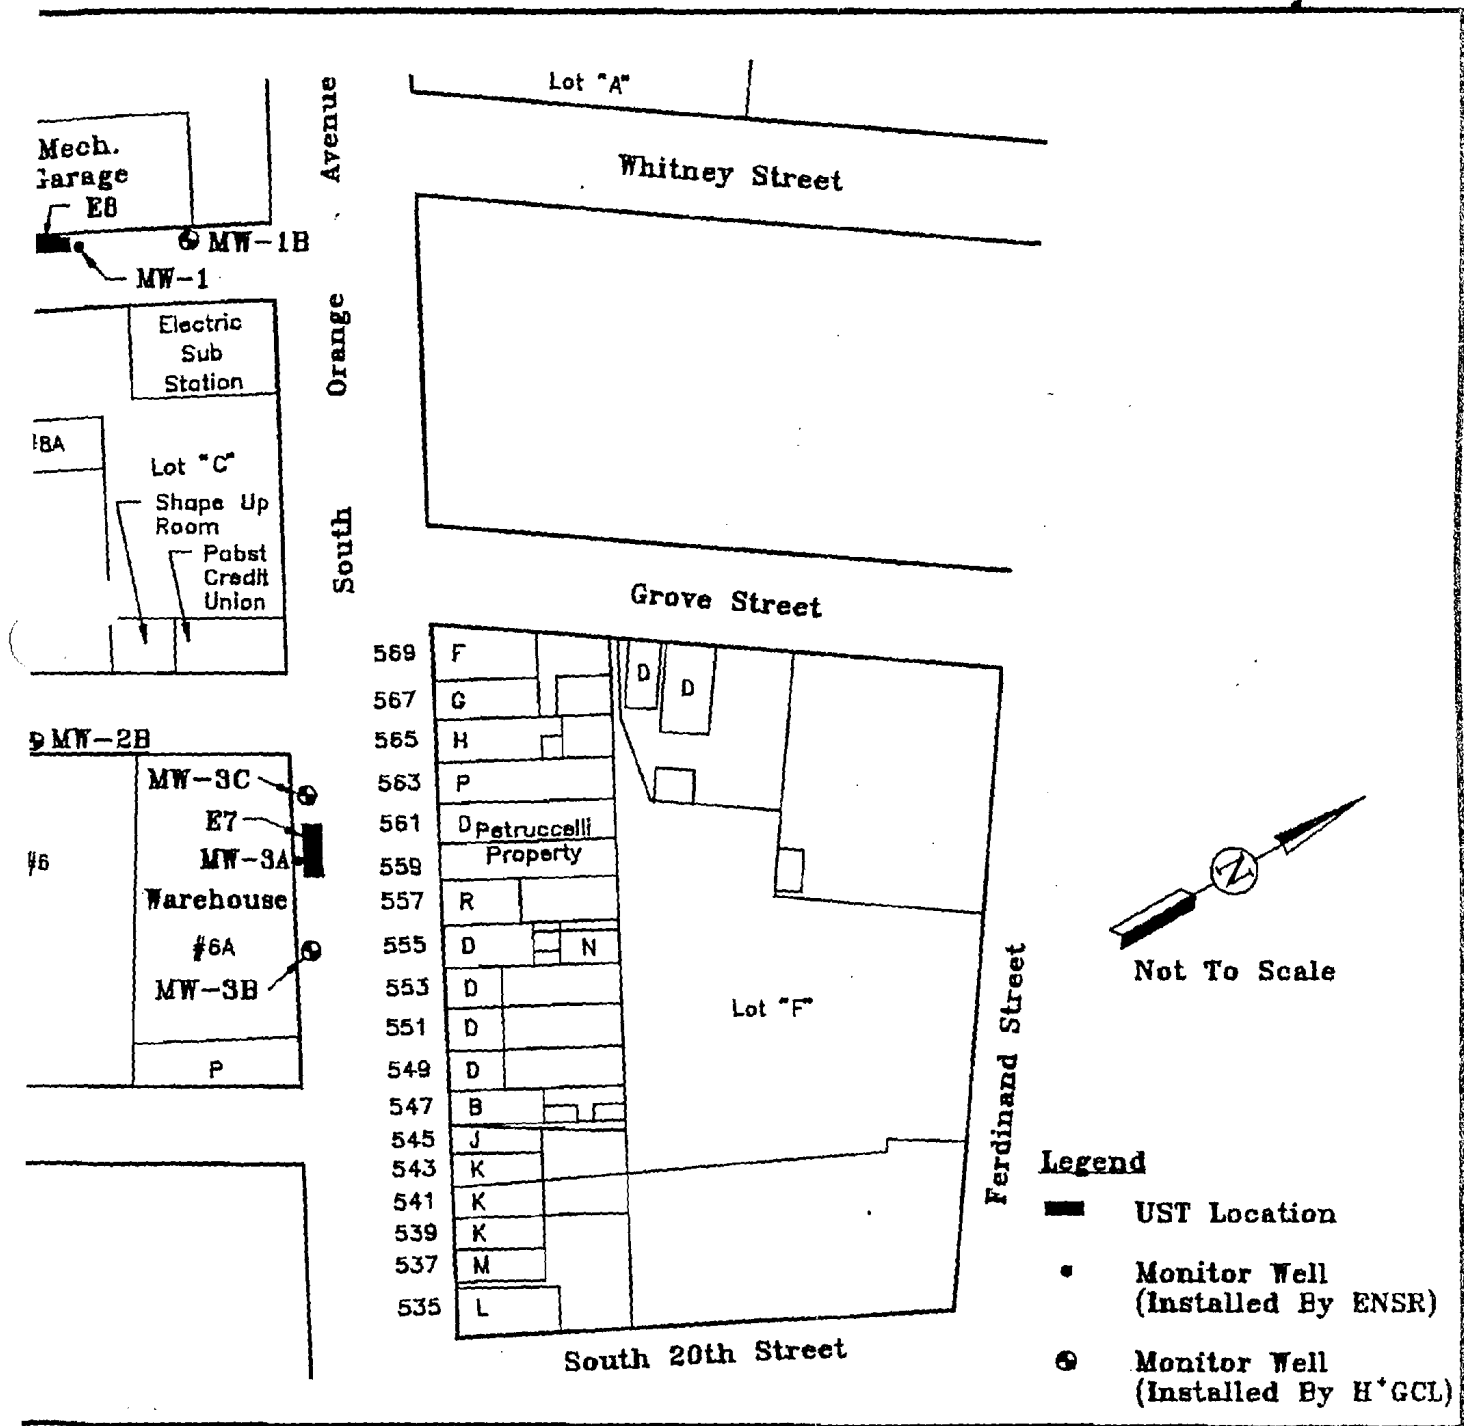 Lot "A"
Avenue
Mech.
Garage
E8
Whitney Street
MW-1B
MW-1
Electric
Sub
Station
Orange
8A
Lot "C"
Shape Up
Room
Pabst
Credit
Union
South
Grove Street
569 F
D
D
567 G
565 H
MW-2B
MW-3C
563 P
E7
561 D Petruccelli
Property
559
MW-3A
#6
Warehouse
#6A
MW-3B
557 R
555 D N
553 D
551 D
549 D
Lot "F"
P
547 B
545 J
543 K
541 K
539 K
537 M
535 L
South 20th Street
Ferdinand Street
N
Not To Scale
Legend
UST Location
Monitor Well
(Installed By ENSR)
Monitor Well
(Installed By H+GCL)